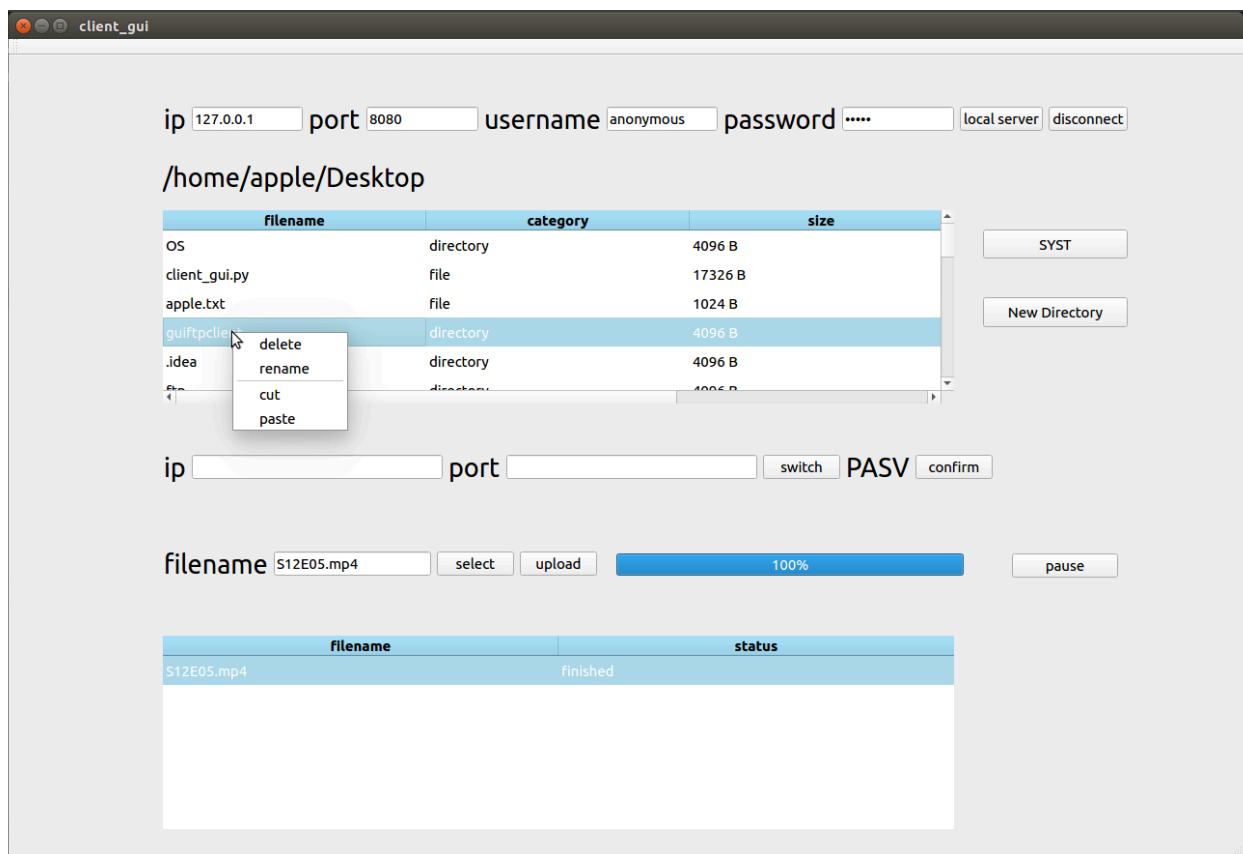 client_gui
ip 127.0.0.1 port 8080 username anonymous password ••••• local server disconnect
/home/apple/Desktop
filename category size
OS directory 4096 B
SYST
client_gui.py file 17326 B
apple.txt file 1024 B
New Directory
directory 4096 B
delete
.idea directory 4096 B
rename
cut
paste
ip port switch PASV confirm
filename S12E05.mp4 select upload 100% pause
filename status
S12E05.mp4 finished